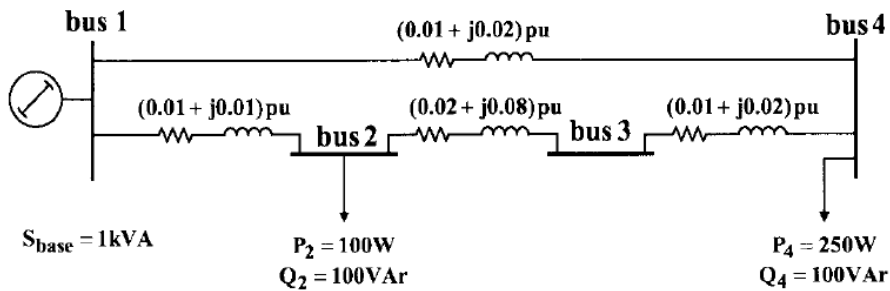 bus 1
bus 4
(0.01 + j0.02) pu
(0.01 + j0.01) pu
(0.02 + j0.08) pu
(0.01 + j0.02) pu
bus 2
bus 3
S_base = 1kVA
P₂ = 100W
Q₂ = 100VAr
P₄ = 250W
Q₄ = 100VAr